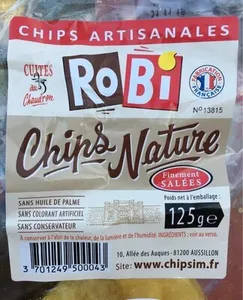 CHIPS ARTISANALES
CUITES
au
Chaudron
RoBi
FABRICATION
FRANÇAISE
1
N°13815
Chips Nature
Finement
SALÉES
SANS HUILE DE PALME
SANS COLORANT ARTIFICIEL
SANS CONSERVATEUR
Poids net à l'emballage :
125g e
A conserver à l'abri de la chaleur, de la lumière et de l'humidité. INGRÉDIENTS : voir au verso.
10, Allée des Auques - 81200 AUSSILLON
3 701249 500043
Site: www.chipsim.fr